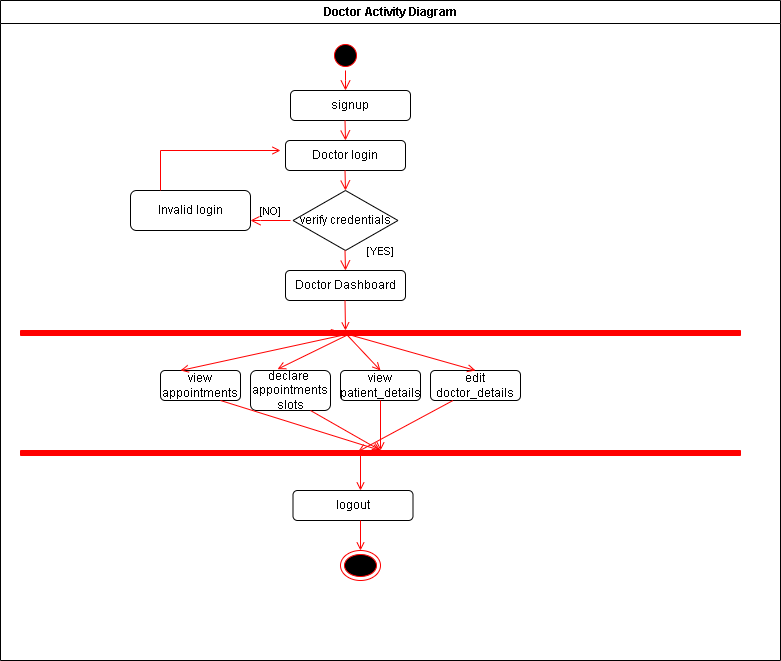 Doctor Activity Diagram
signup
Doctor login
Invalid login
[NO]
verify credentials
[YES]
Doctor Dashboard
view
appointments
declare
appointments
slots
view
patient_details
edit
doctor_details
logout